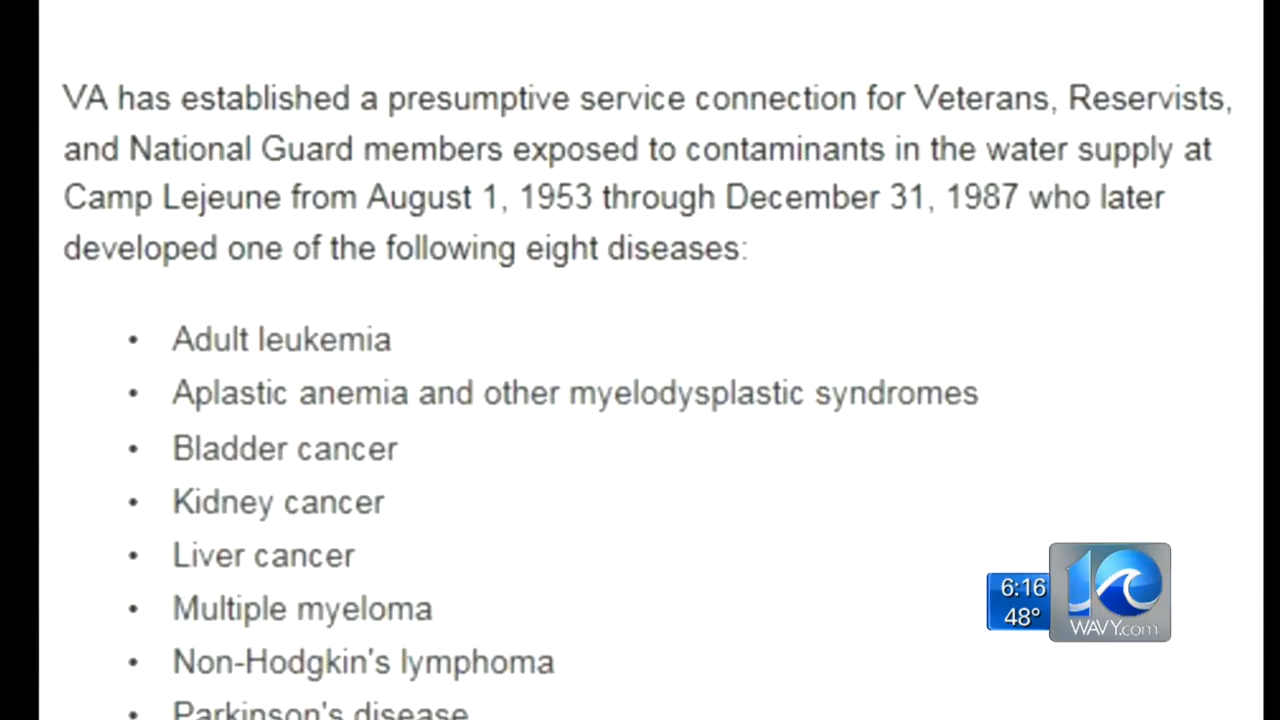 VA has established a presumptive service connection for Veterans, Reservists,
and National Guard members exposed to contaminants in the water supply at
Camp Lejeune from August 1, 1953 through December 31, 1987 who later
developed one of the following eight diseases:
• Adult leukemia
• Aplastic anemia and other myelodysplastic syndromes
• Bladder cancer
• Kidney cancer
• Liver cancer
• Multiple myeloma
• Non-Hodgkin's lymphoma
• Parkinson's disease
6:16
48°
10
WAVY.com